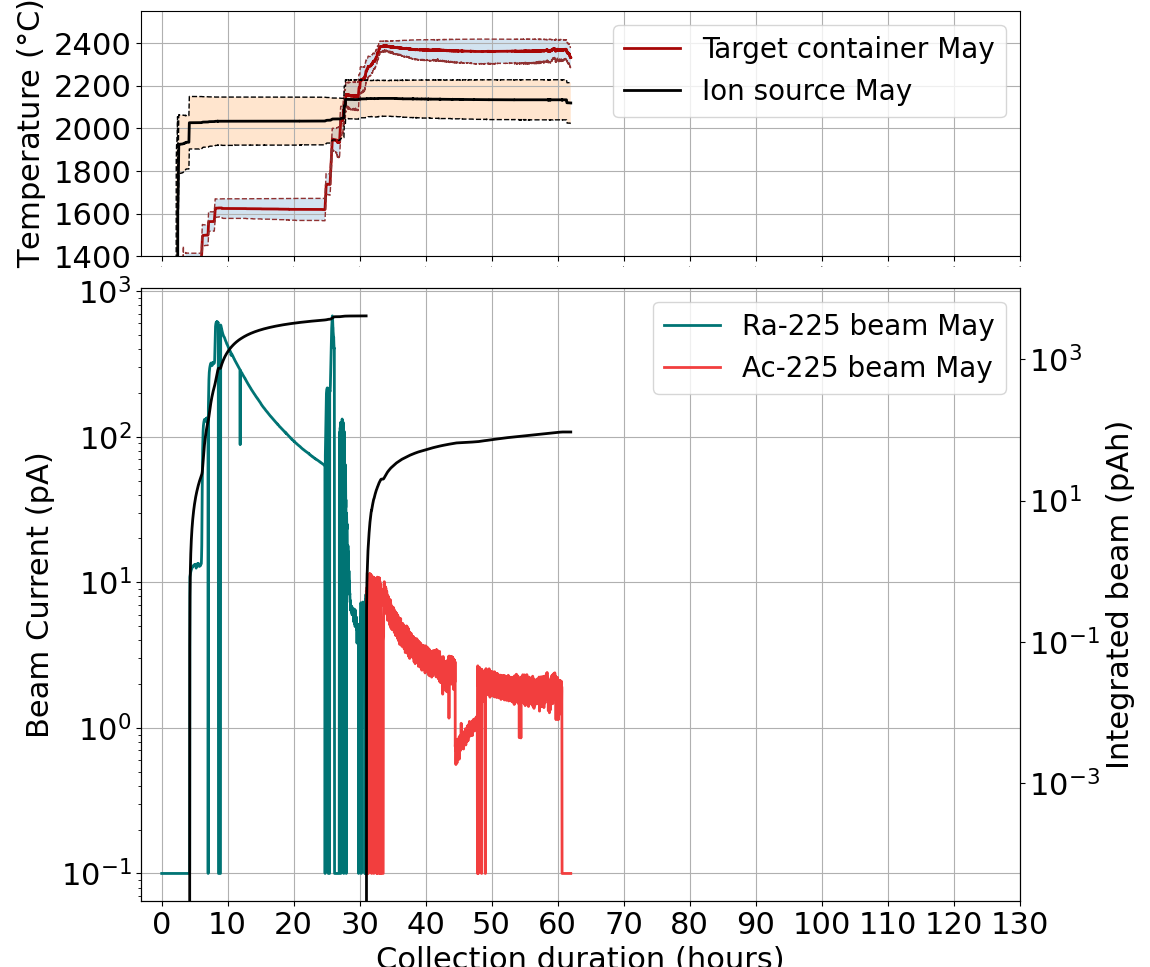 Temperature (°C)
2400
2200
2000
1800
1600
1400
Target container May
Ion source May
Beam Current (pA)
10³
10²
10¹
10⁰
10⁻¹
Ra-225 beam May
Ac-225 beam May
10³
10¹
10⁻¹
10⁻³
Integrated beam (pAh)
0 10 20 30 40 50 60 70 80 90 100 110 120 130
Collection duration (hours)